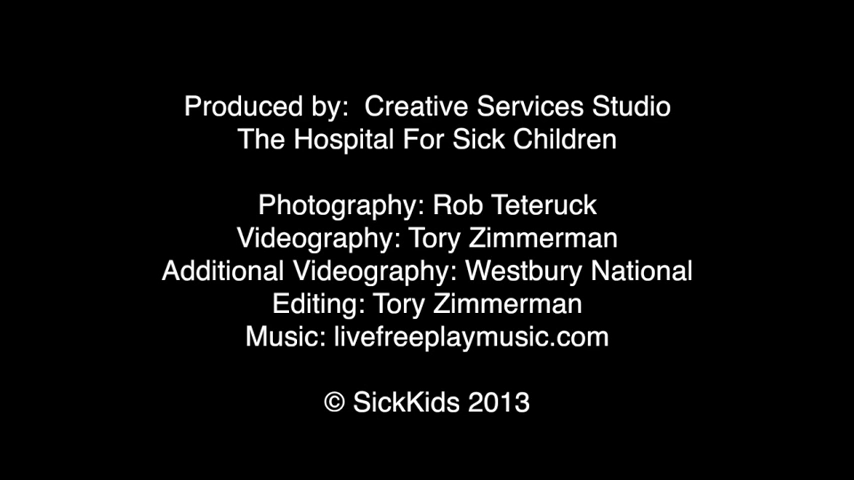 Produced by:  Creative Services Studio
The Hospital For Sick Children
Photography: Rob Teteruck
Videography: Tory Zimmerman
Additional Videography: Westbury National
Editing: Tory Zimmerman
Music: livefreeplaymusic.com
© SickKids 2013